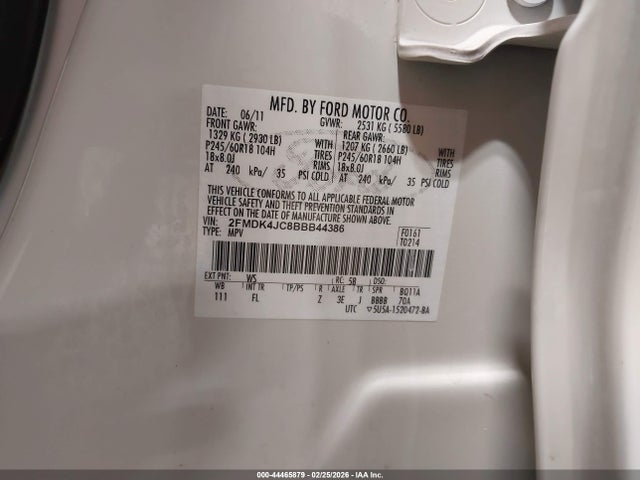 MFD. BY FORD MOTOR CO.
DATE: 06/11 GVWR: 2531 KG ( 5580 LB)
FRONT GAWR: REAR GAWR:
1329 KG ( 2930 LB) WITH 1207 KG ( 2660 LB) WITH
P245/60R18 104H TIRES P245/60R18 104H TIRES
18x8.0J RIMS 18x8.0J RIMS
AT 240 kPa/ 35 PSI COLD AT 240 kPa/ 35 PSI COLD
THIS VEHICLE CONFORMS TO ALL APPLICABLE FEDERAL MOTOR
VEHICLE SAFETY AND THEFT PREVENTION STANDARDS IN
EFFECT ON THE DATE OF MANUFACTURE SHOWN ABOVE.
VIN: 2FMDK4JC8BBB44386 F0161
TYPE: MPV T0214
EXT PNT: WS RC: 5B DSO:
WB INT TR TP/PS R AXLE TR SPR BQ11A
111 FL Z 3E J BBBB 70A
UTC ▽5U5A-1520472-BA
000-44465879 - 02/25/2026 - IAA Inc.